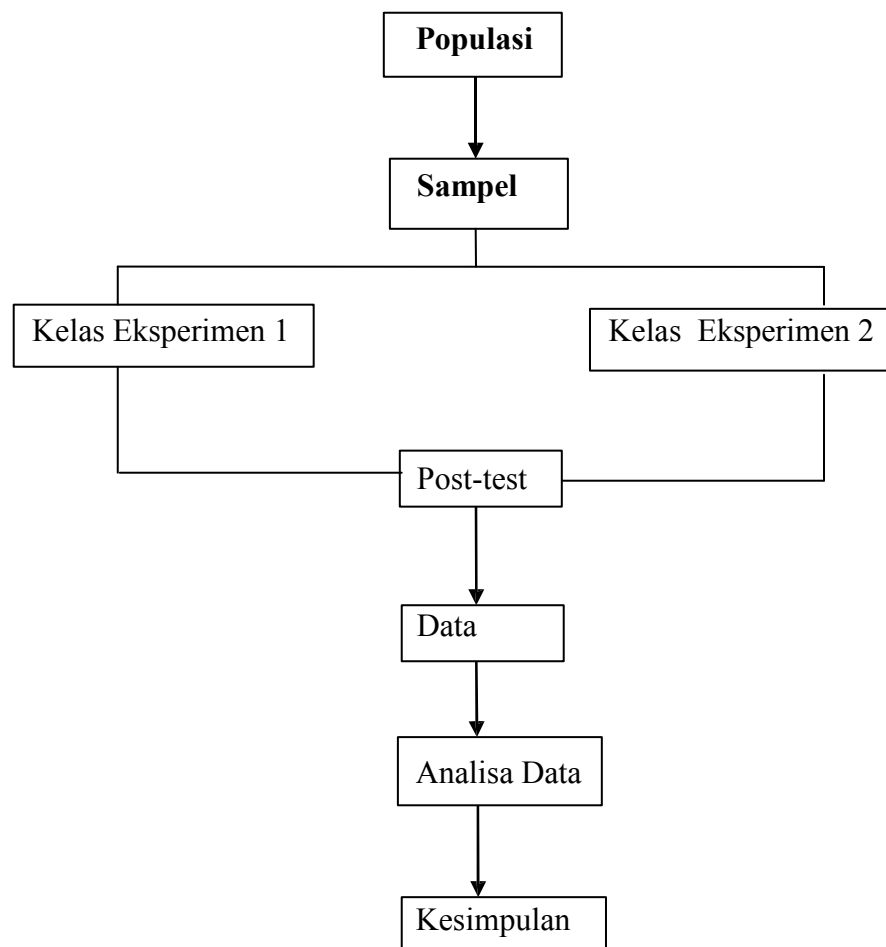 Populasi
Sampel
Kelas Eksperimen 1
Kelas Eksperimen 2
Post-test
Data
Analisa Data
Kesimpulan